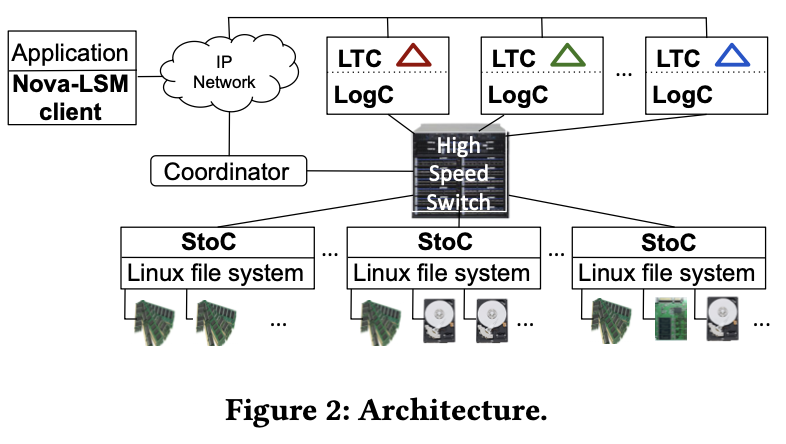 Application
Nova-LSM
client
IP
Network
LTC
LogC
LTC
LogC
...
LTC
LogC
Coordinator
High
Speed
Switch
StoC
Linux file system
...
StoC
Linux file system
...
StoC
Linux file system
...
...
...
Figure 2: Architecture.